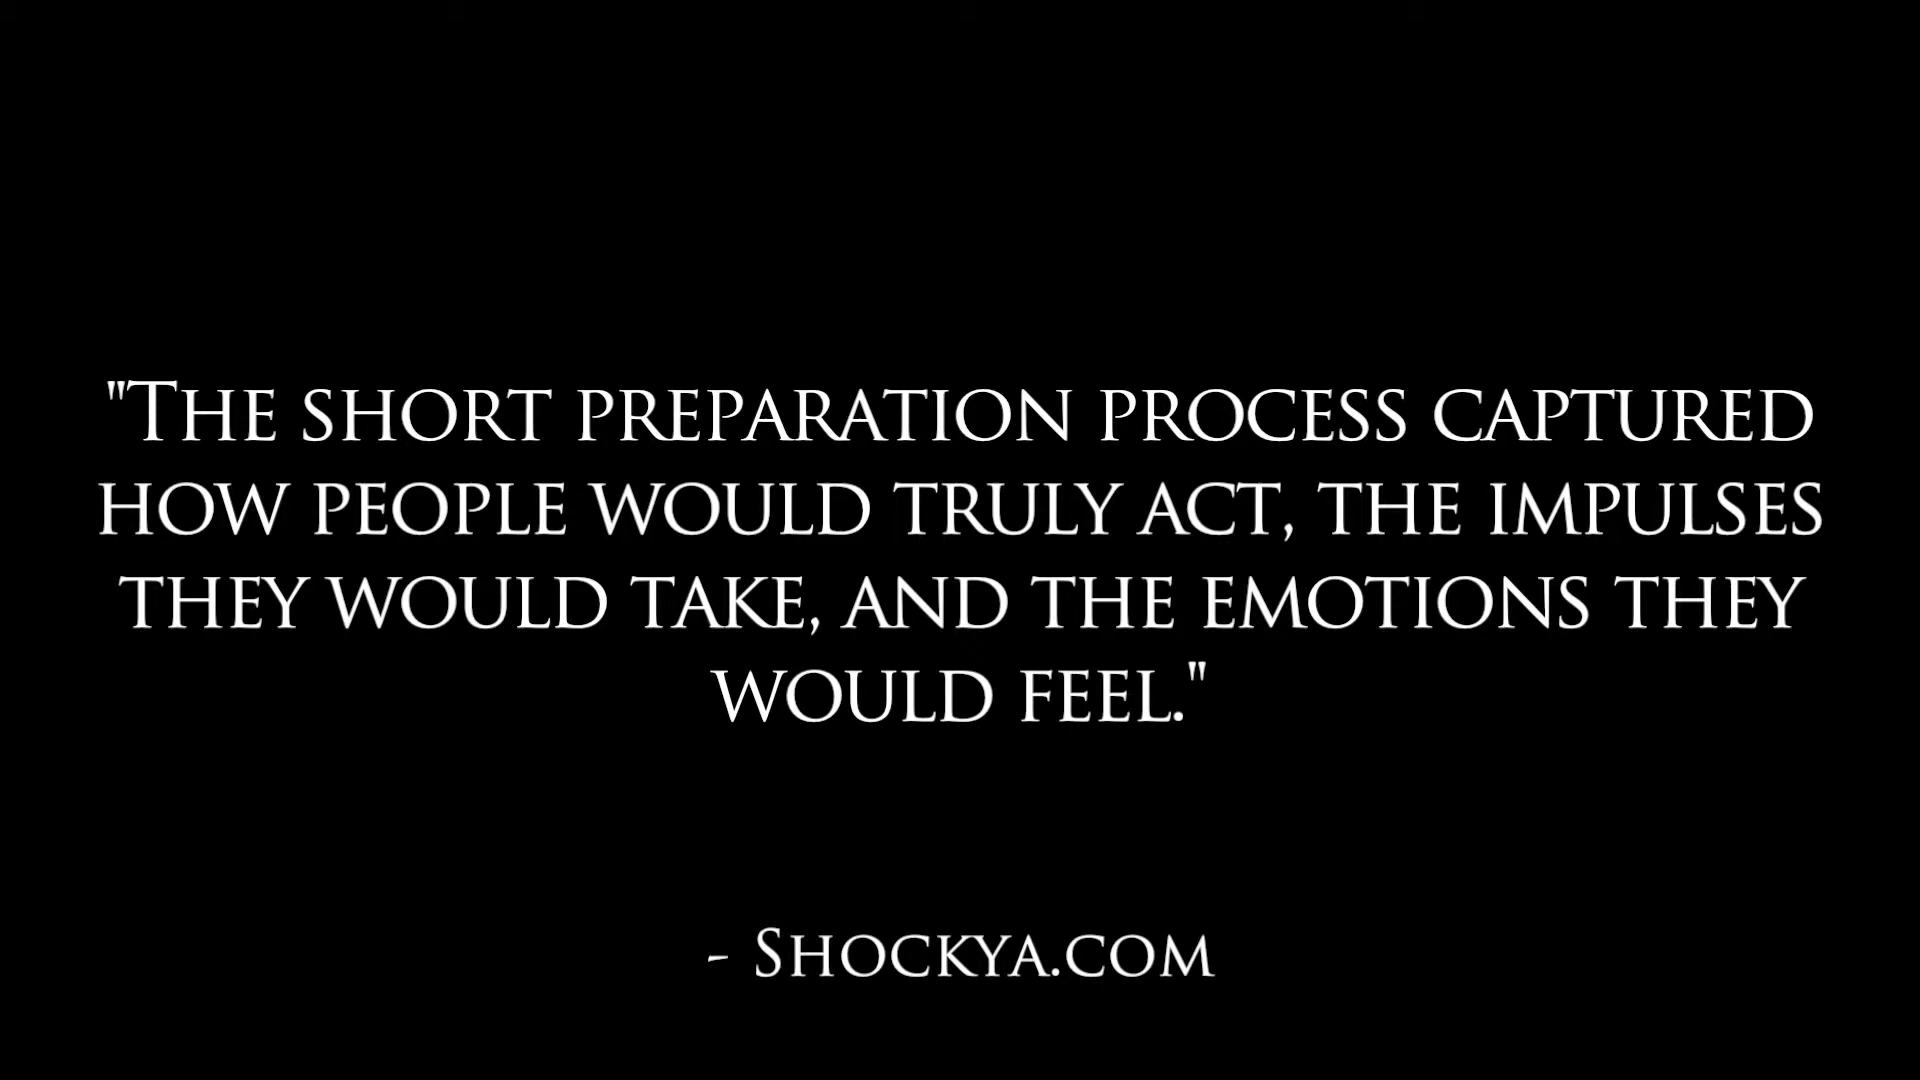 "The short preparation process captured
how people would truly act, the impulses
they would take, and the emotions they
would feel."
- Shockya.com